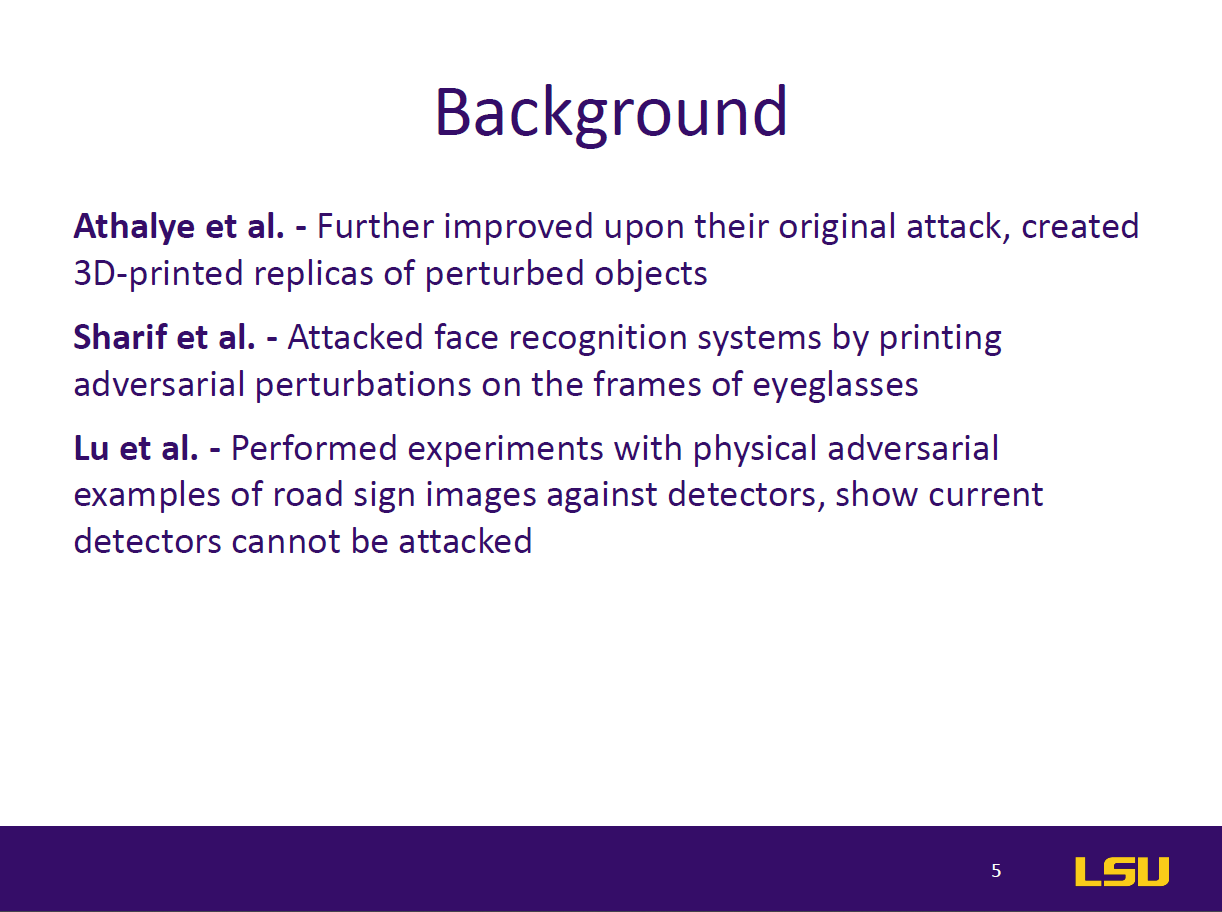 Background
Athalye et al. - Further improved upon their original attack, created
3D-printed replicas of perturbed objects
Sharif et al. - Attacked face recognition systems by printing
adversarial perturbations on the frames of eyeglasses
Lu et al. - Performed experiments with physical adversarial
examples of road sign images against detectors, show current
detectors cannot be attacked
5
LSU